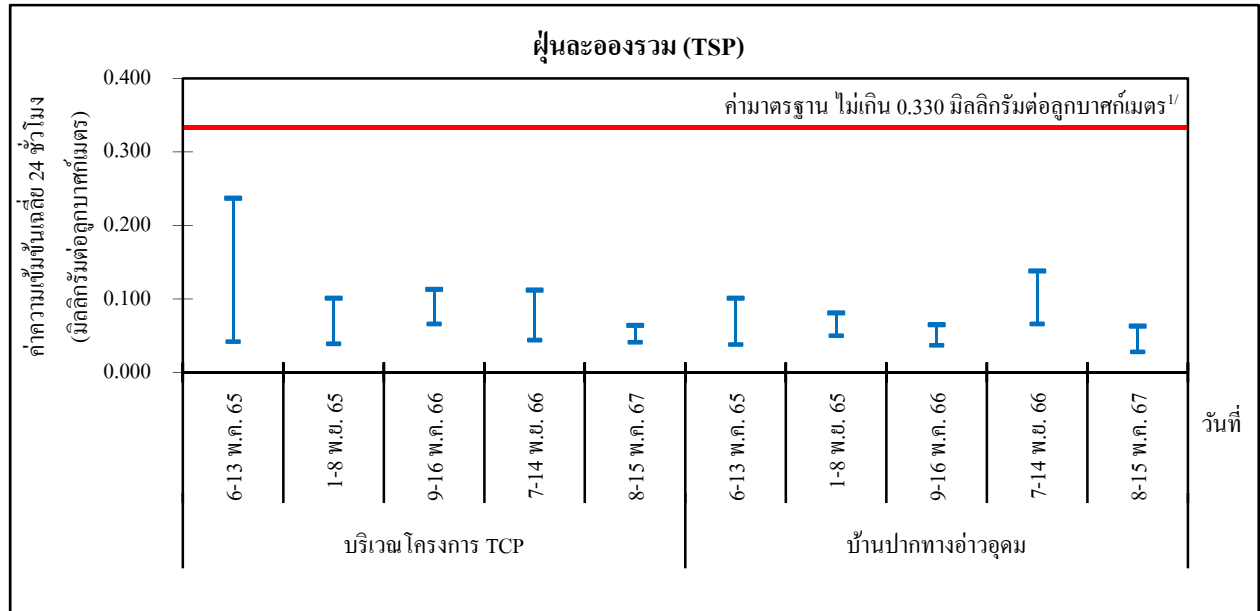 ฝุ่นละอองรวม (TSP)
ค่าความเข้มข้นเฉลี่ย 24 ชั่วโมง
(มิลลิกรัมต่อลูกบาศก์เมตร)
0.400
0.300
0.200
0.100
0.000
ค่ามาตรฐาน ไม่เกิน 0.330 มิลลิกรัมต่อลูกบาศก์เมตร1/
6-13 พ.ค. 65
1-8 พ.ย. 65
9-16 พ.ค. 66
7-14 พ.ย. 66
8-15 พ.ค. 67
6-13 พ.ค. 65
1-8 พ.ย. 65
9-16 พ.ค. 66
7-14 พ.ย. 66
8-15 พ.ค. 67
วันที่
บริเวณโครงการ TCP
บ้านปากทางอ่าวอุดม